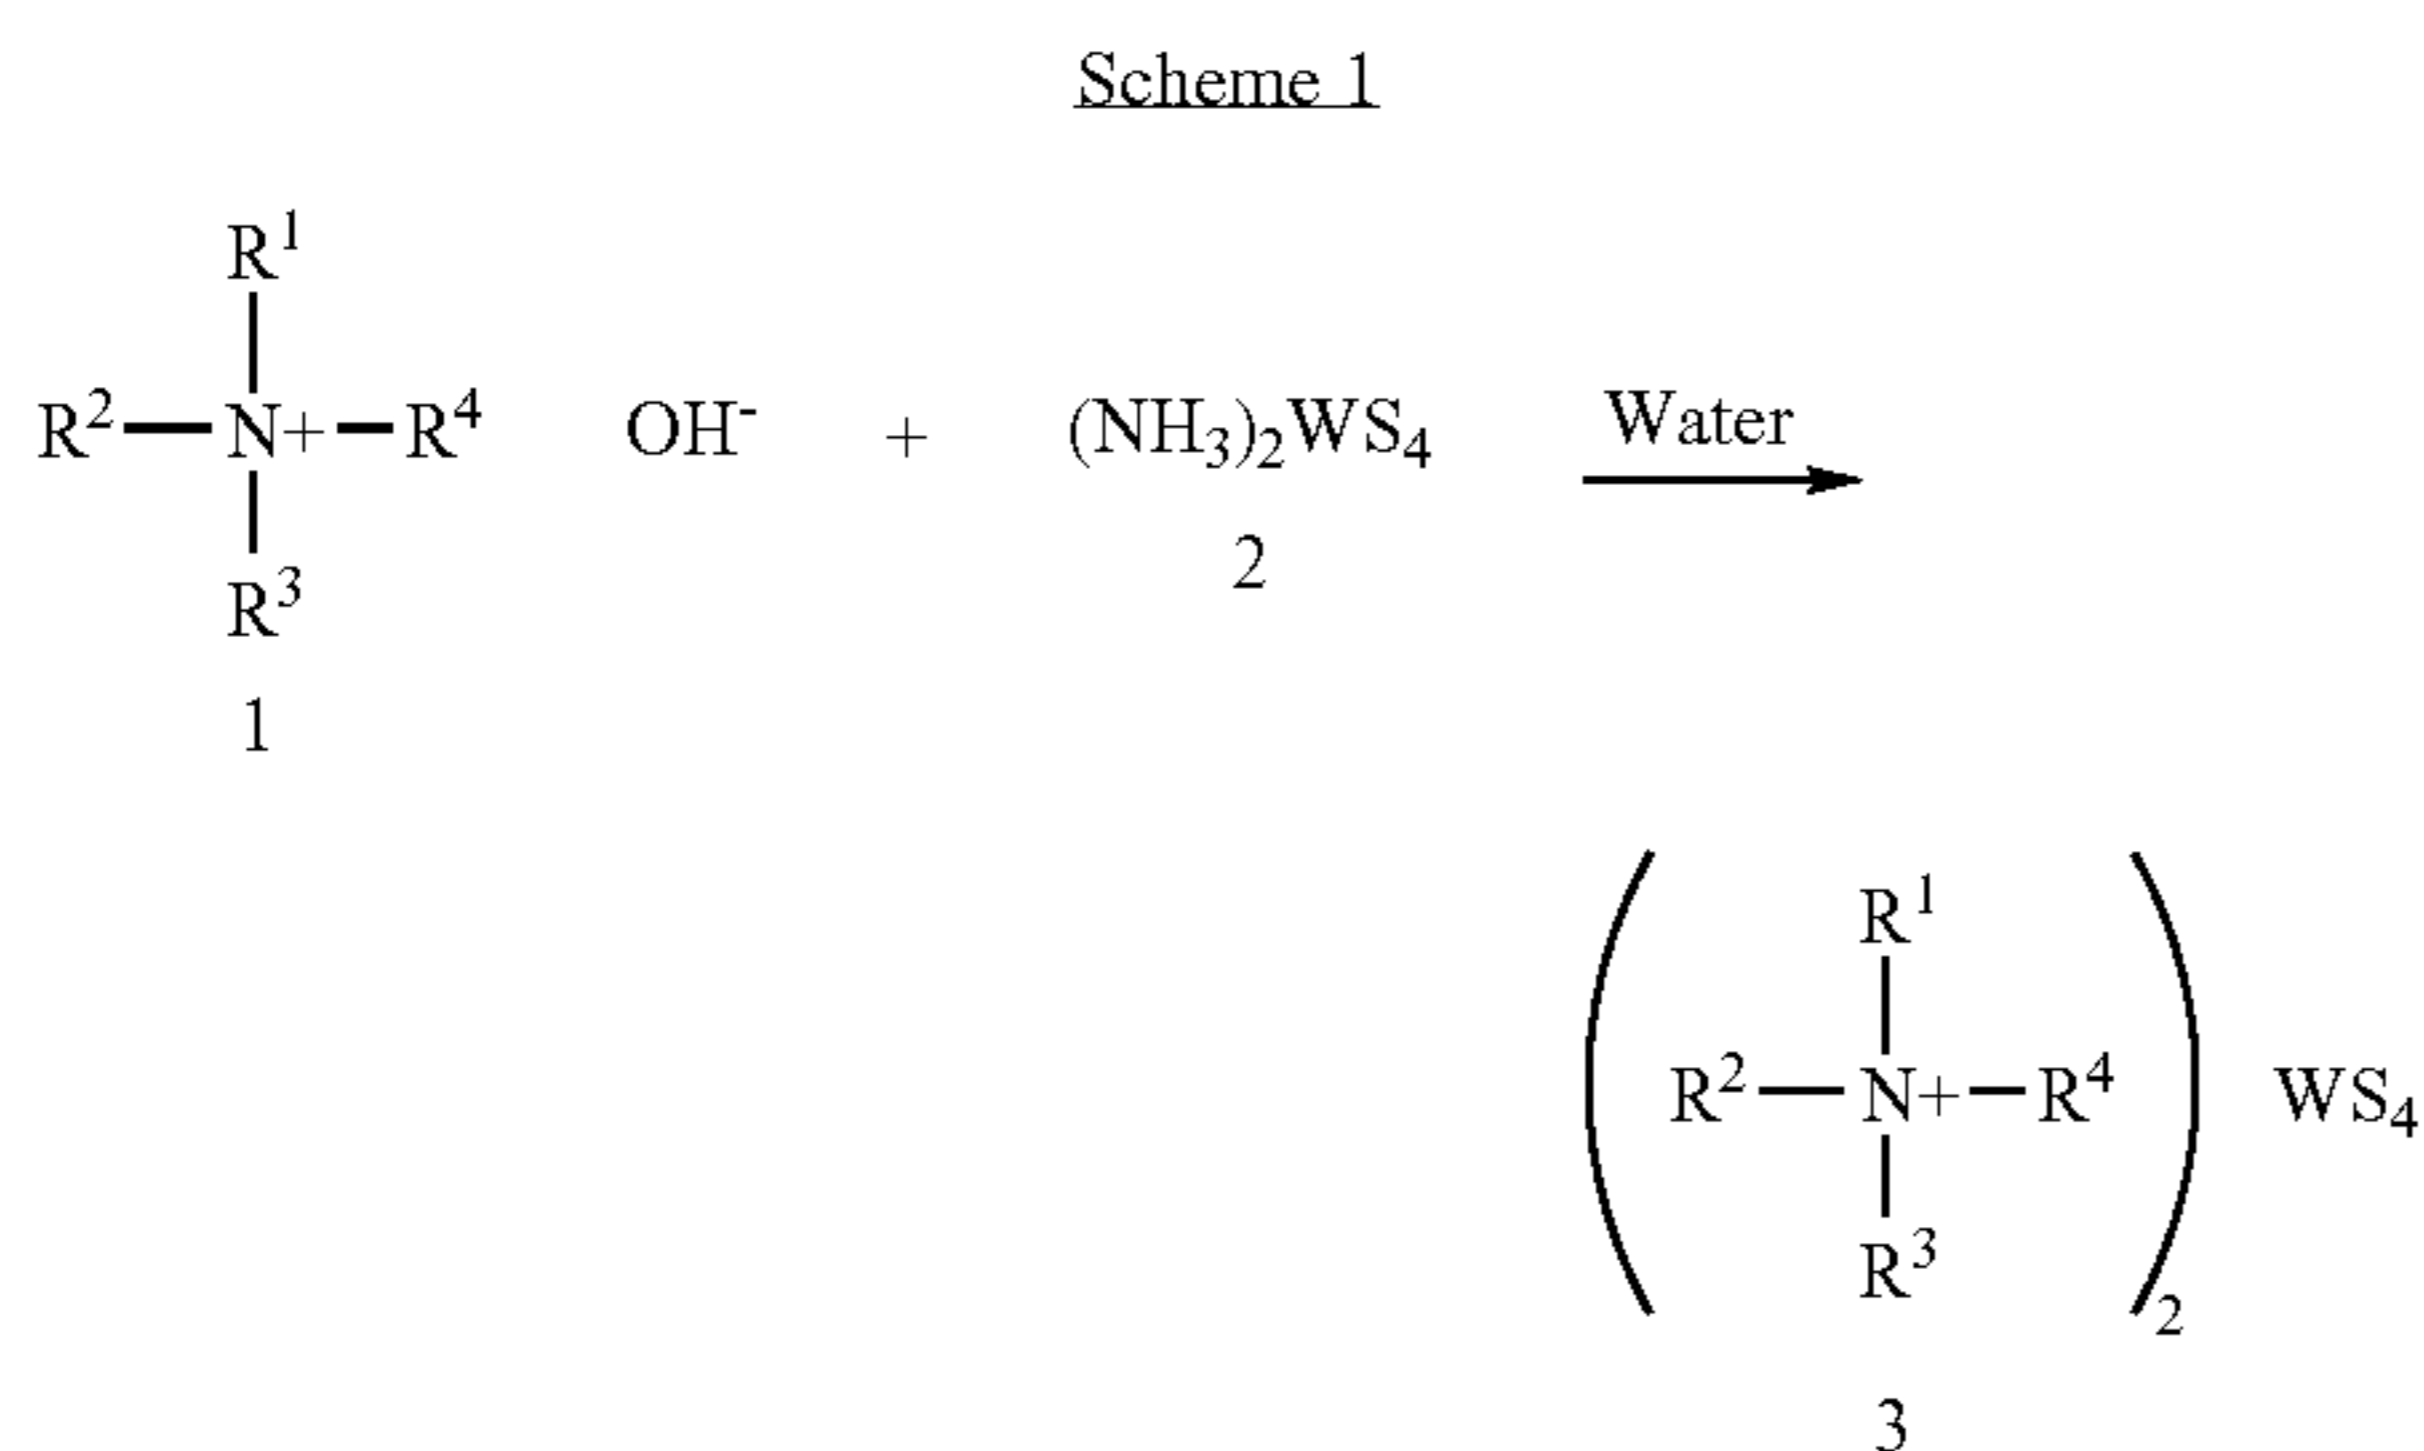 Scheme 1
R¹
R²—N+—R⁴ OH⁻ + (NH₃)₂WS₄ Water
R³
2
1
R¹
R²—N+—R⁴ WS₄
R³
2
3